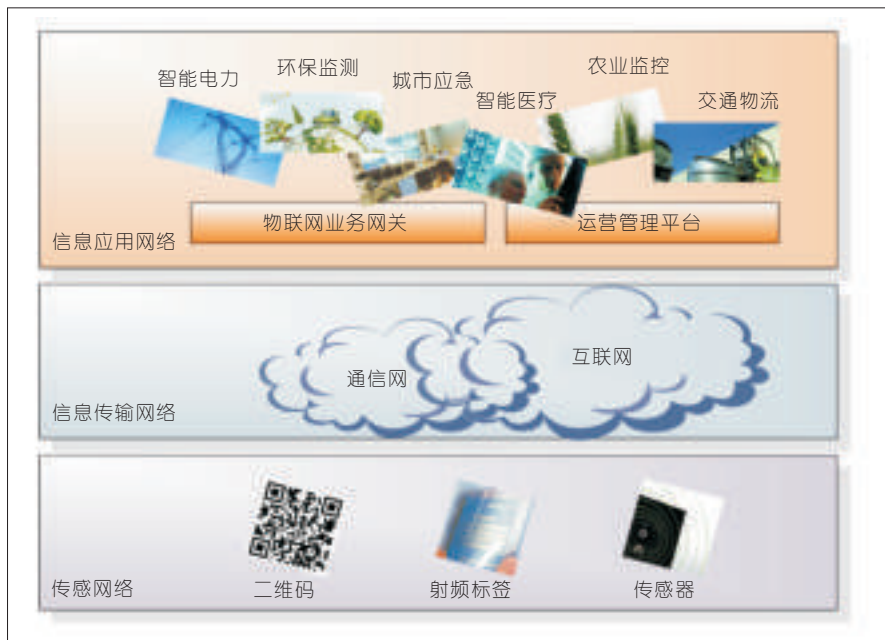 智能电力
环保监测
城市应急
智能医疗
农业监控
交通物流
物联网业务网关
运营管理平台
信息应用网络
通信网
互联网
信息传输网络
二维码
射频标签
传感器
传感网络